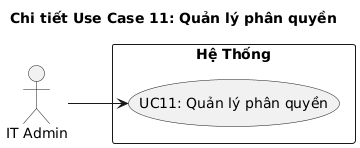 Chi tiết Use Case 11: Quản lý phân quyền
Hệ Thống
UC11: Quản lý phân quyền
IT Admin